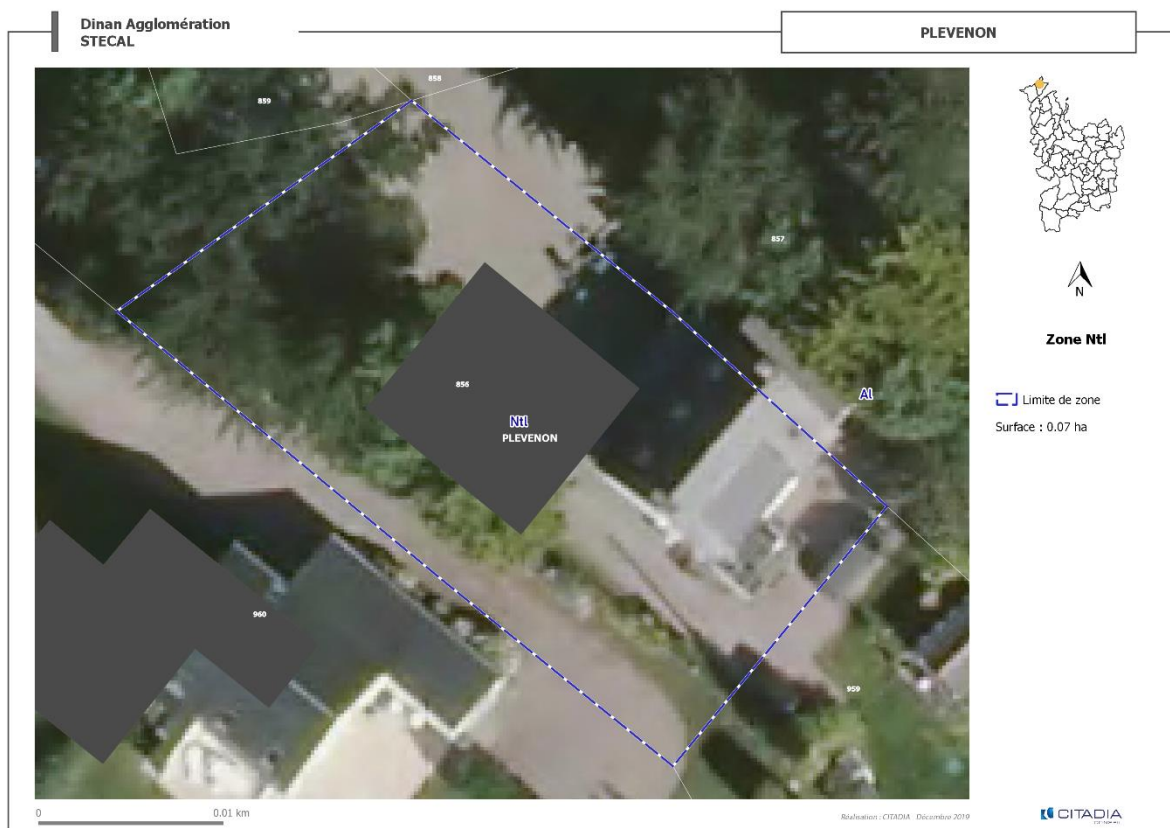 Dinan Agglomération
STECAL
PLEVENON
858
859
857
N
Zone Ntl
856
Al
Limite de zone
Ntl
PLEVENON
Surface : 0.07 ha
960
959
0
0.01 km
Réalisation : CITADIA Décembre 2019
CITADIA